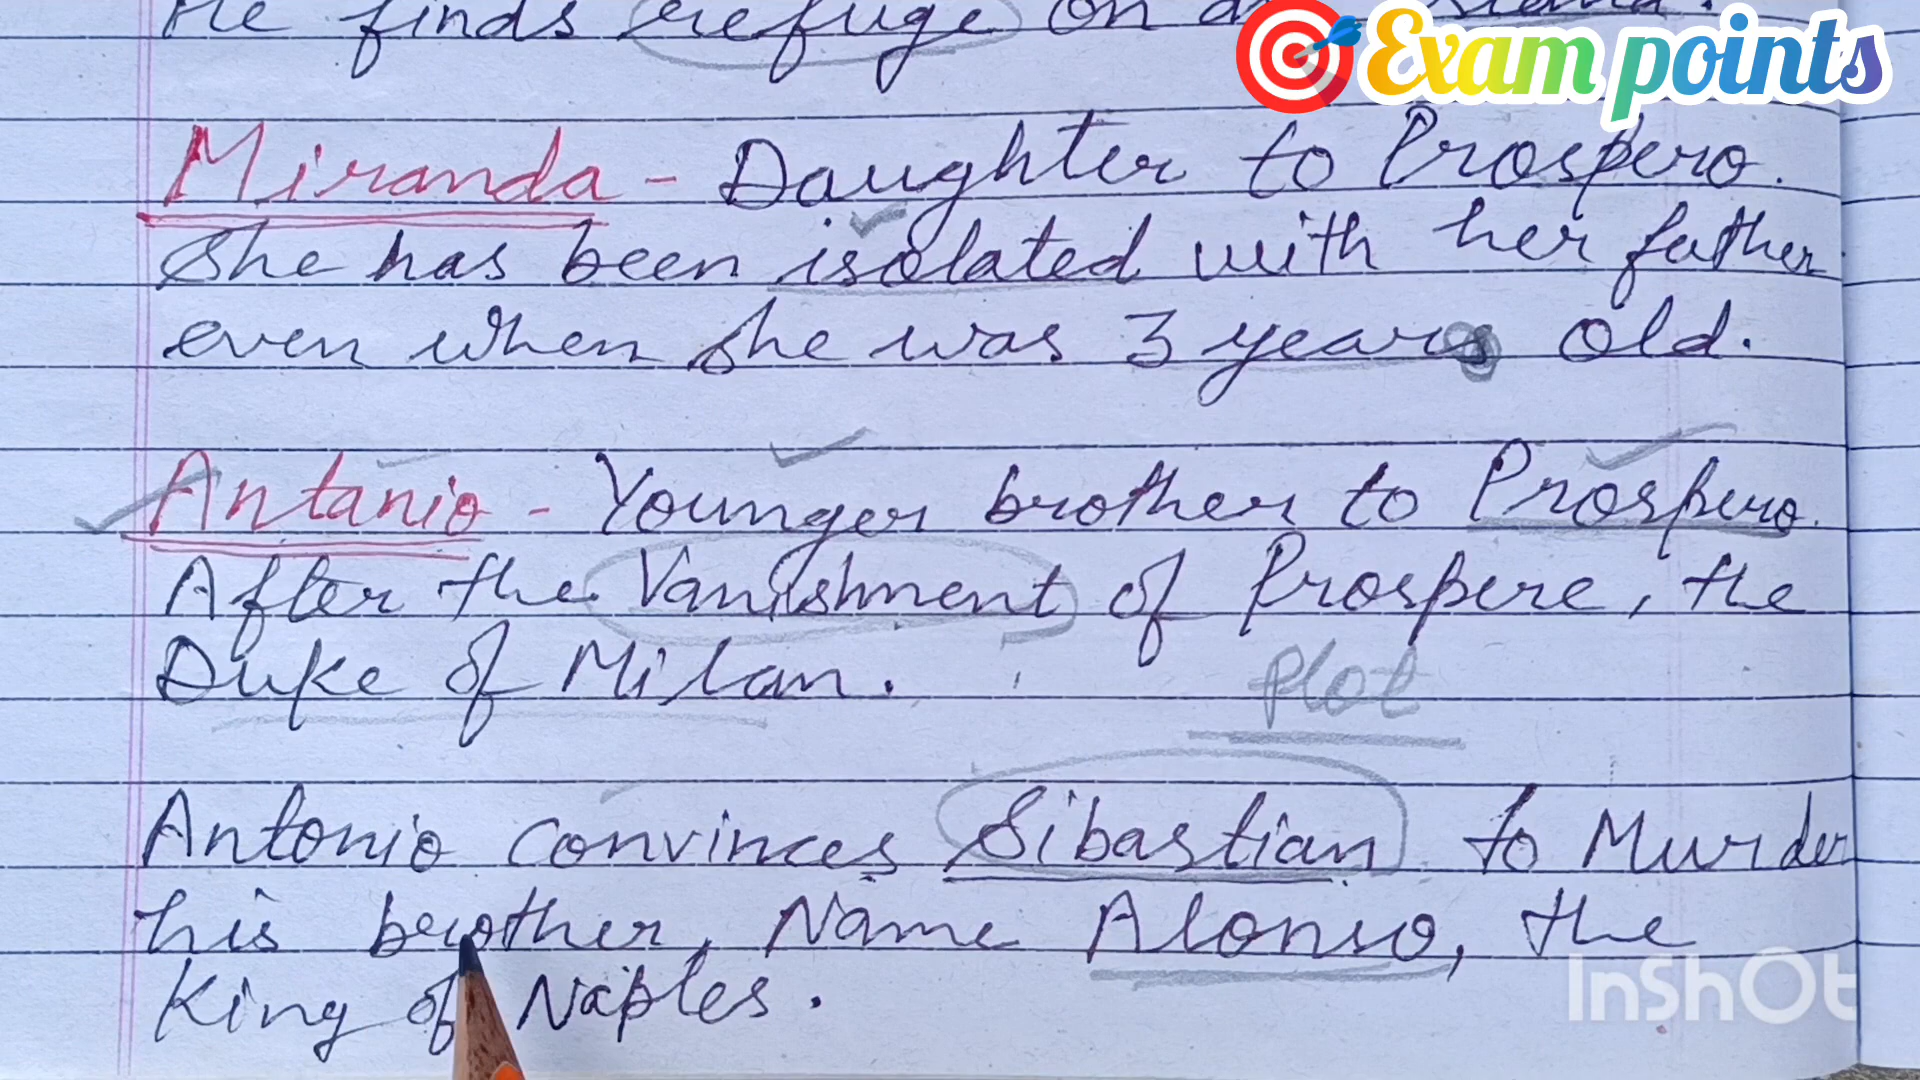 He finds refuge on
Exam points
Miranda - Daughter to Prospero.
She has been isolated with her father
even when she was 3 years old.
Antanio - Younger brother to Prospero.
After the Vanishment of Prospere, the
Duke of Milan.
Plot
Antonio convinces Sibastian to Murder
his brother, Name Alonso, the
King of Naples.
InShOt